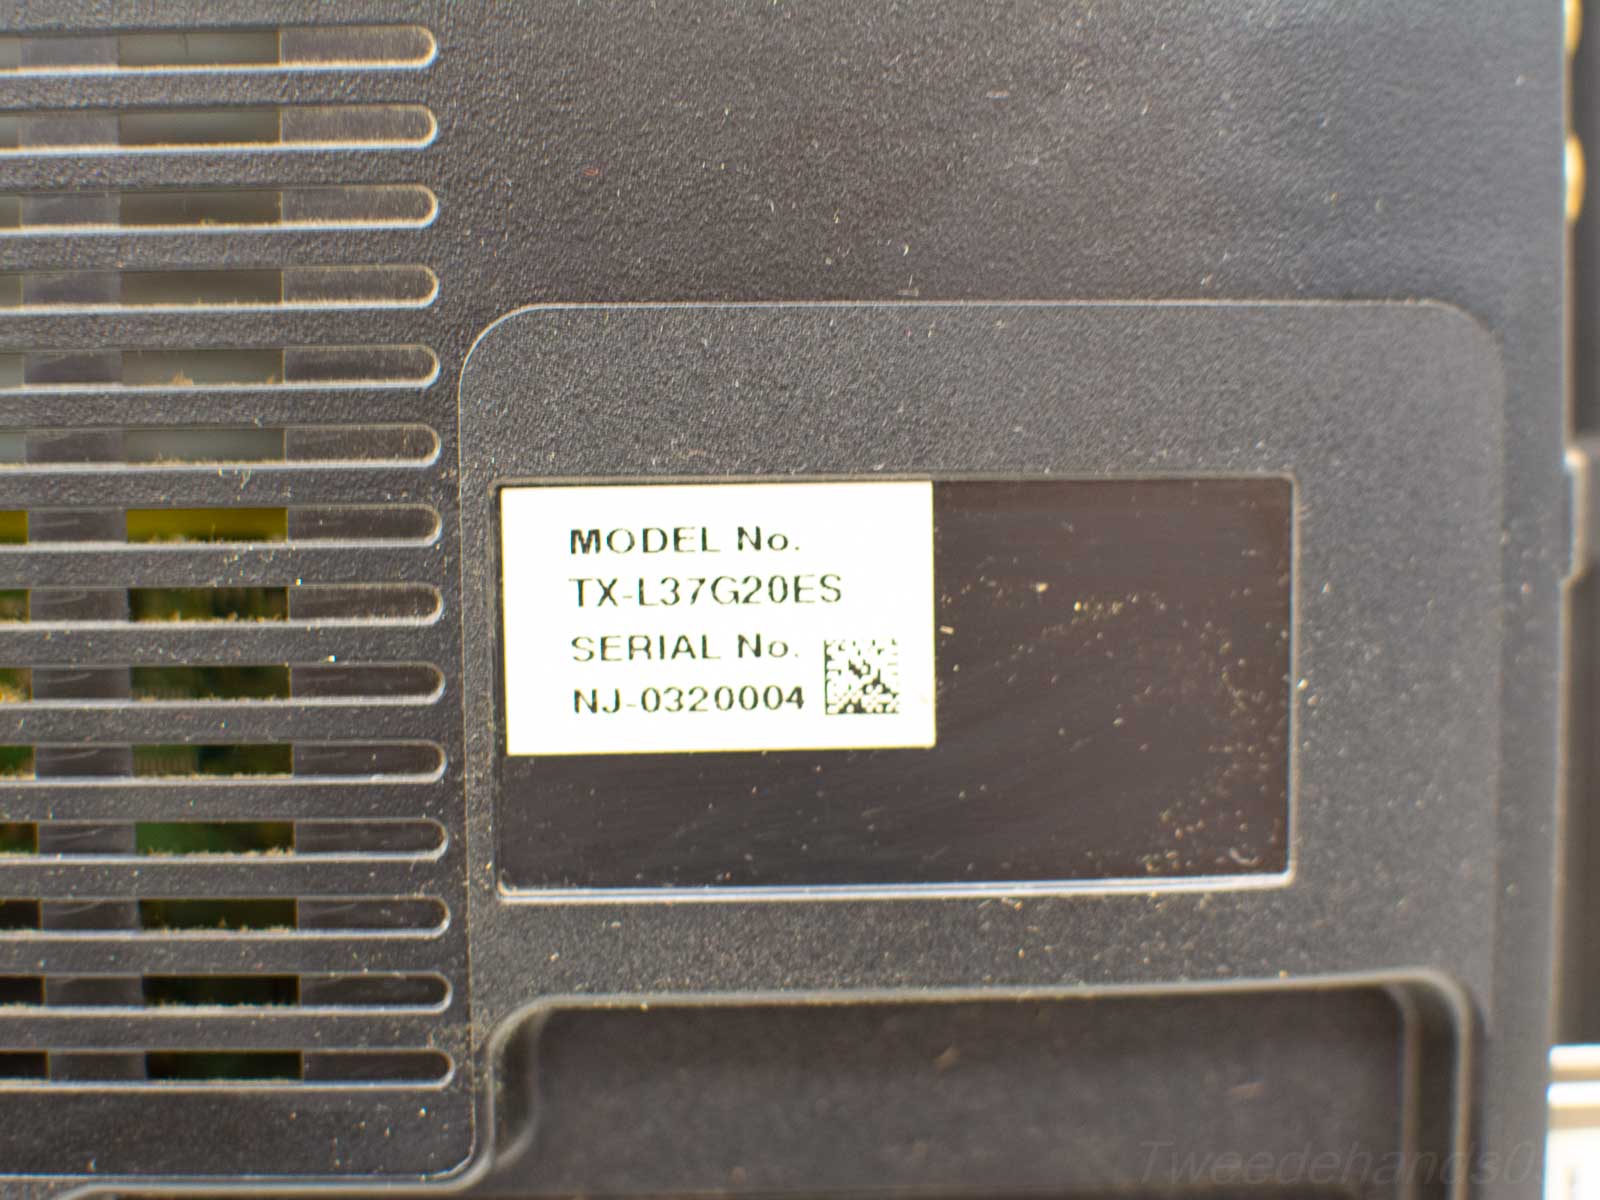 MODEL No.
TX-L37G20ES
SERIAL No.
NJ-0320004